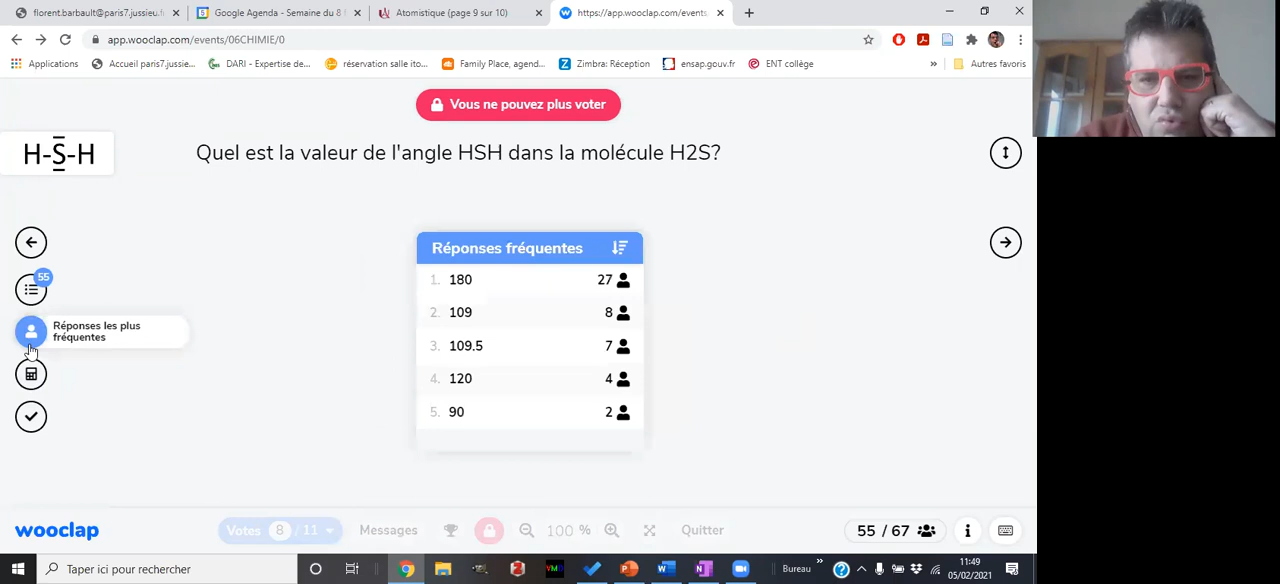 florent.barbault@paris7.jussieu.f
Google Agenda - Semaine du 8 f
Atomistique (page 9 sur 10)
https://app.wooclap.com/events
app.wooclap.com/events/06CHIMIE/0
Applications
Accueil paris7.jussie...
DARI - Expertise de...
réservation salle ito...
Family Place, agend...
Zimbra: Réception
ensap.gouv.fr
ENT collège
»
Autres favoris
Vous ne pouvez plus voter
H-S-H
Quel est la valeur de l'angle HSH dans la molécule H2S?
Réponses fréquentes
1. 180 27
2. 109 8
3. 109.5 7
4. 120 4
5. 90 2
55
Réponses les plus
fréquentes
wooclap
Votes 8 / 11
Messages
100 %
Quitter
55 / 67
Taper ici pour rechercher
Bureau »
11:49
05/02/2021